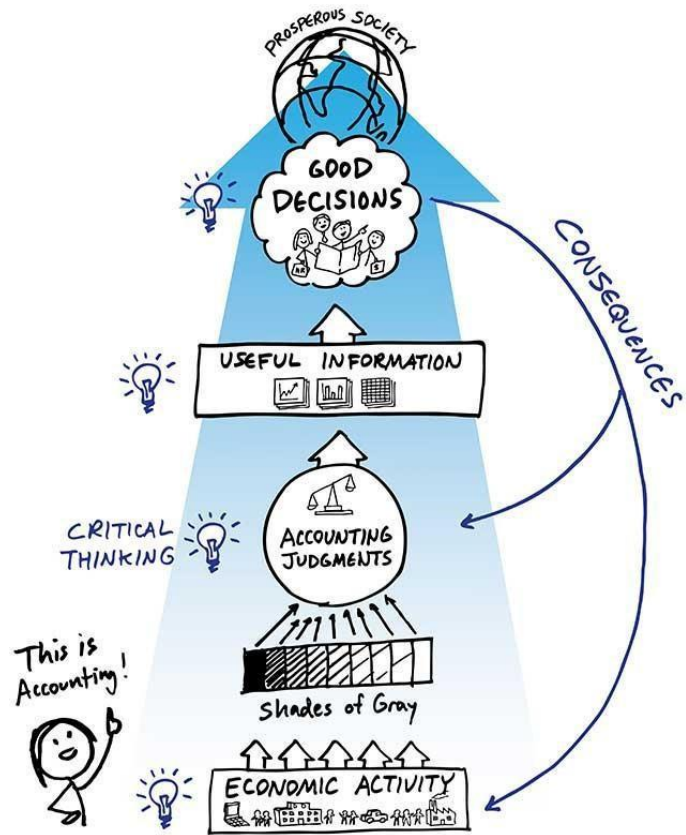 PROSPEROUS SOCIETY
GOOD
DECISIONS
HR
$
CONSEQUENCES
USEFUL INFORMATION
CRITICAL
THINKING
ACCOUNTING
JUDGMENTS
This is
Accounting!
Shades of Gray
ECONOMIC ACTIVITY